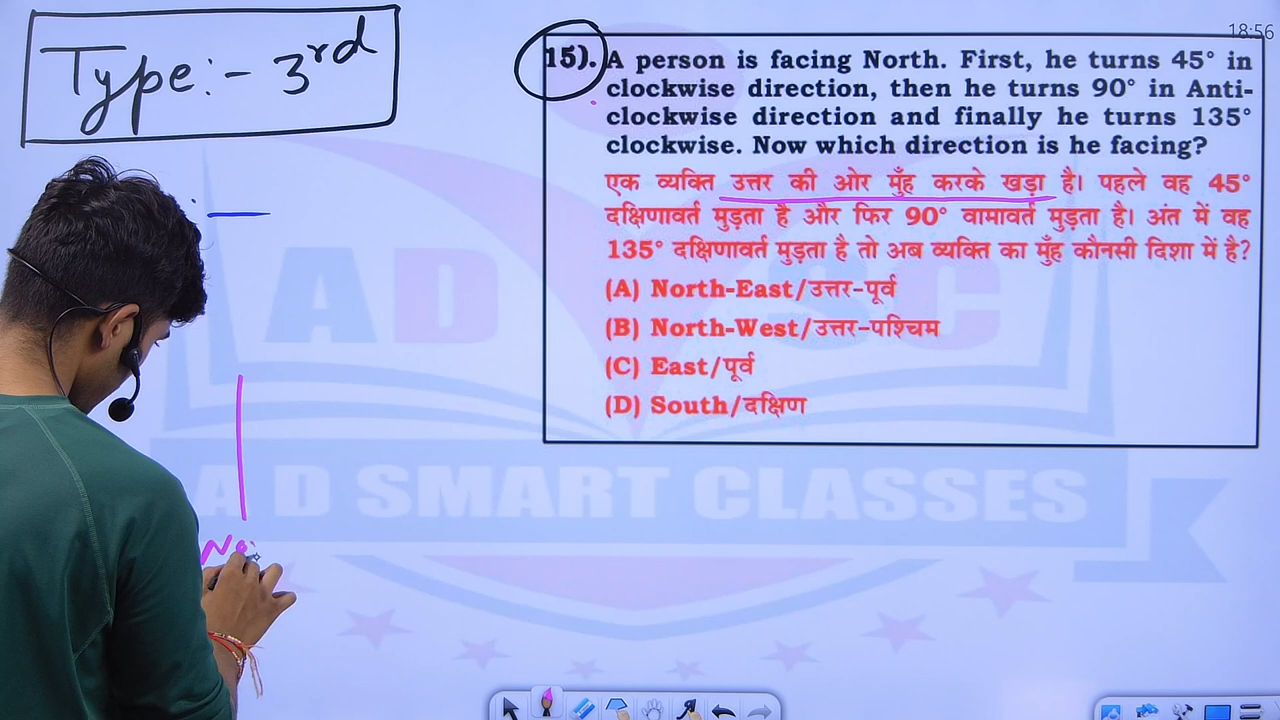 18:56
Type:- 3rd
15). A person is facing North. First, he turns 45° in
clockwise direction, then he turns 90° in Anti-
clockwise direction and finally he turns 135°
clockwise. Now which direction is he facing?
एक व्यक्ति उत्तर की ओर मुँह करके खड़ा है। पहले वह 45°
दक्षिणावर्त मुड़ता है और फिर 90° वामावर्त मुड़ता है। अंत में वह
135° दक्षिणावर्त मुड़ता है तो अब व्यक्ति का मुँह कौनसी दिशा में है?
(A) North-East/उत्तर-पूर्व
(B) North-West/उत्तर-पश्चिम
(C) East/पूर्व
(D) South/दक्षिण
AD SC
AD SMART CLASSES
No